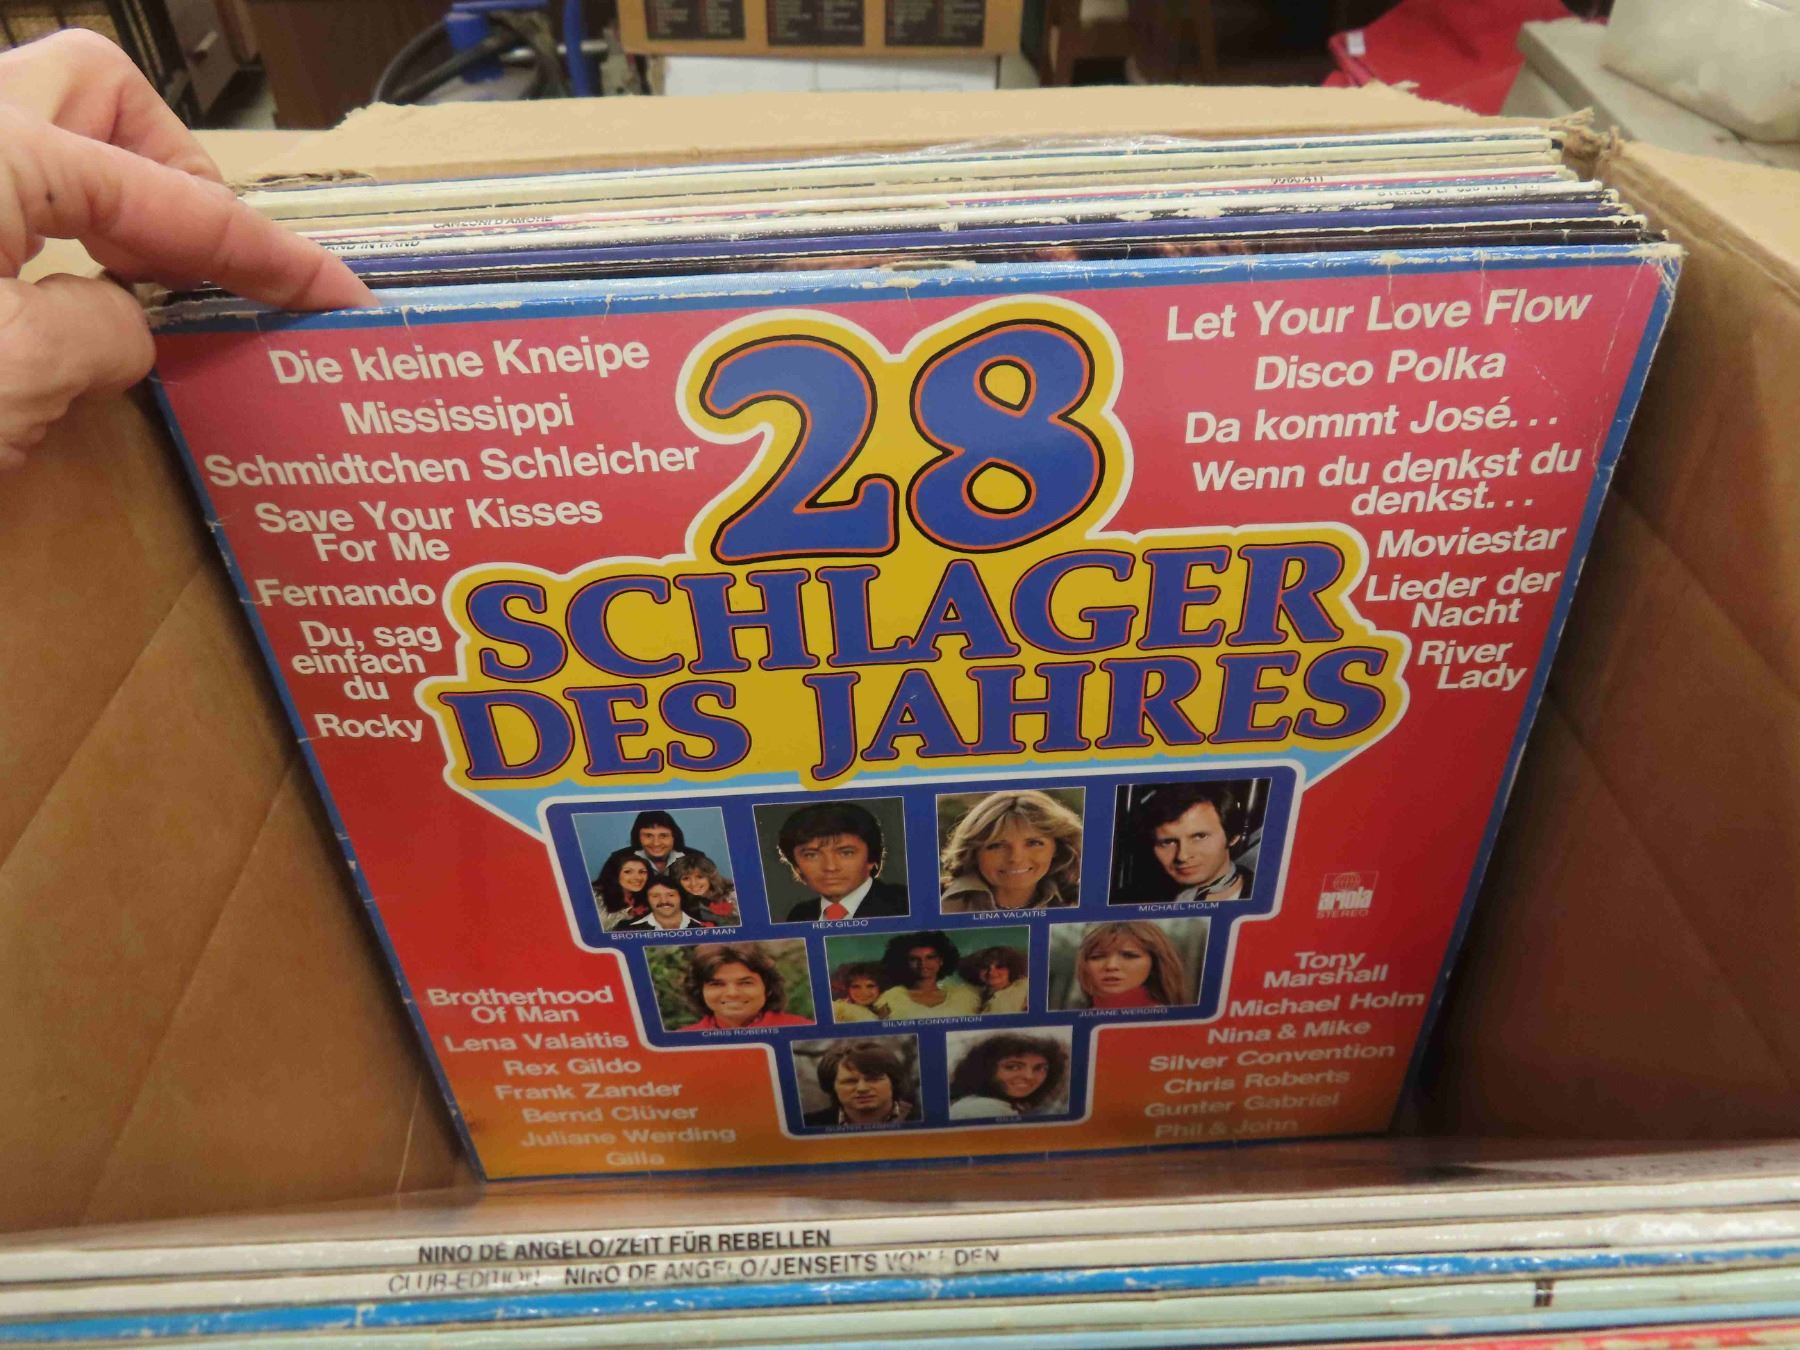 CANZONI D'AMORE
Die kleine Kneipe
Mississippi
Schmidtchen Schleicher
Save Your Kisses
For Me
Fernando
Du, sag
einfach
du
Rocky
28
SCHLAGER
DES JAHRES
Let Your Love Flow
Disco Polka
Da kommt José...
Wenn du denkst du
denkst...
Moviestar
Lieder der
Nacht
River
Lady
BROTHERHOOD OF MAN
REX GILDO
LENA VALAITIS
MICHAEL HOLM
CHRIS ROBERTS
SILVER CONVENTION
JULIANE WERDING
GUNTER GABRIEL
GILLA
ariola
STEREO
Brotherhood
Of Man
Lena Valaitis
Rex Gildo
Frank Zander
Bernd Clüver
Juliane Werding
Gilla
Tony
Marshall
Michael Holm
Nina & Mike
Silver Convention
Chris Roberts
Gunter Gabriel
Phil & John
NINO DE ANGELO/ZEIT FÜR REBELLEN
CLUB-EDITION NINO DE ANGELO/JENSEITS VON EDEN